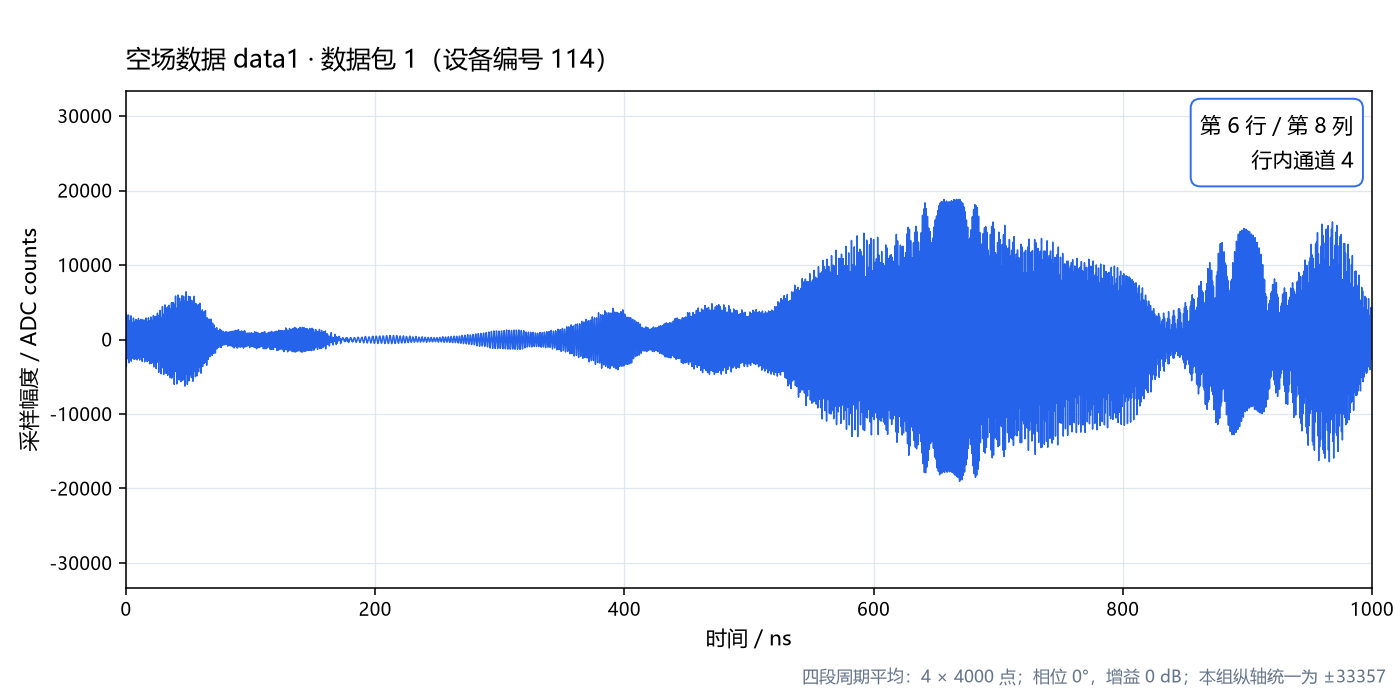 空场数据 data1 · 数据包 1（设备编号 114）
第 6 行 / 第 8 列
行内通道 4
30000
20000
10000
0
-10000
-20000
-30000
采样幅度 / ADC counts
0 200 400 600 800 1000
时间 / ns
四段周期平均：4 × 4000 点；相位 0°，增益 0 dB；本组纵轴统一为 ±33357